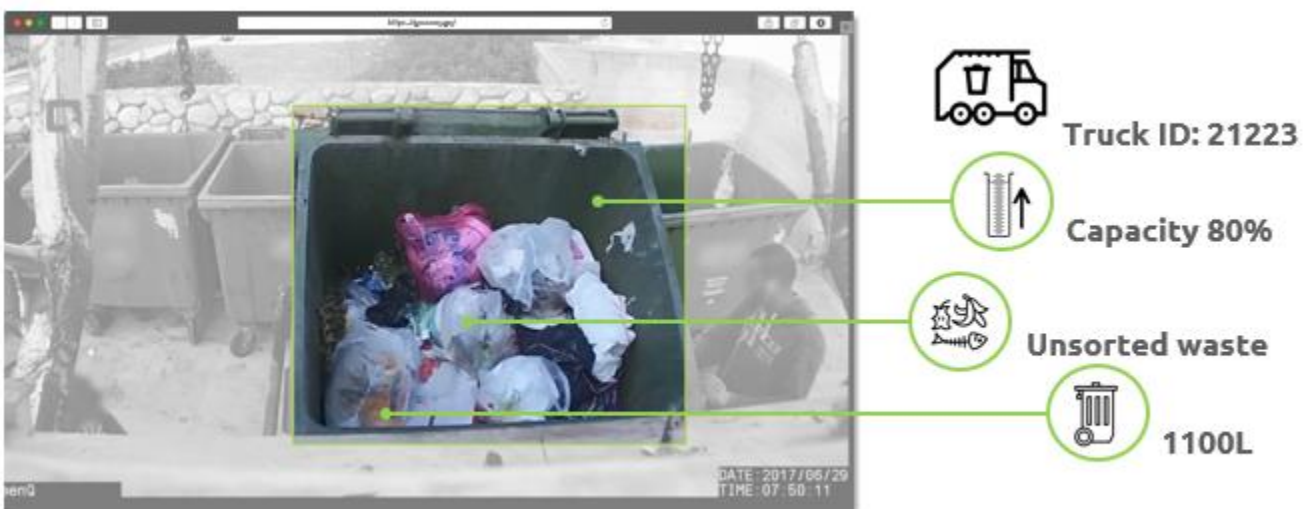 Truck ID: 21223
Capacity 80%
Unsorted waste
1100L
DATE:2017/06/29
TIME:07:50:11